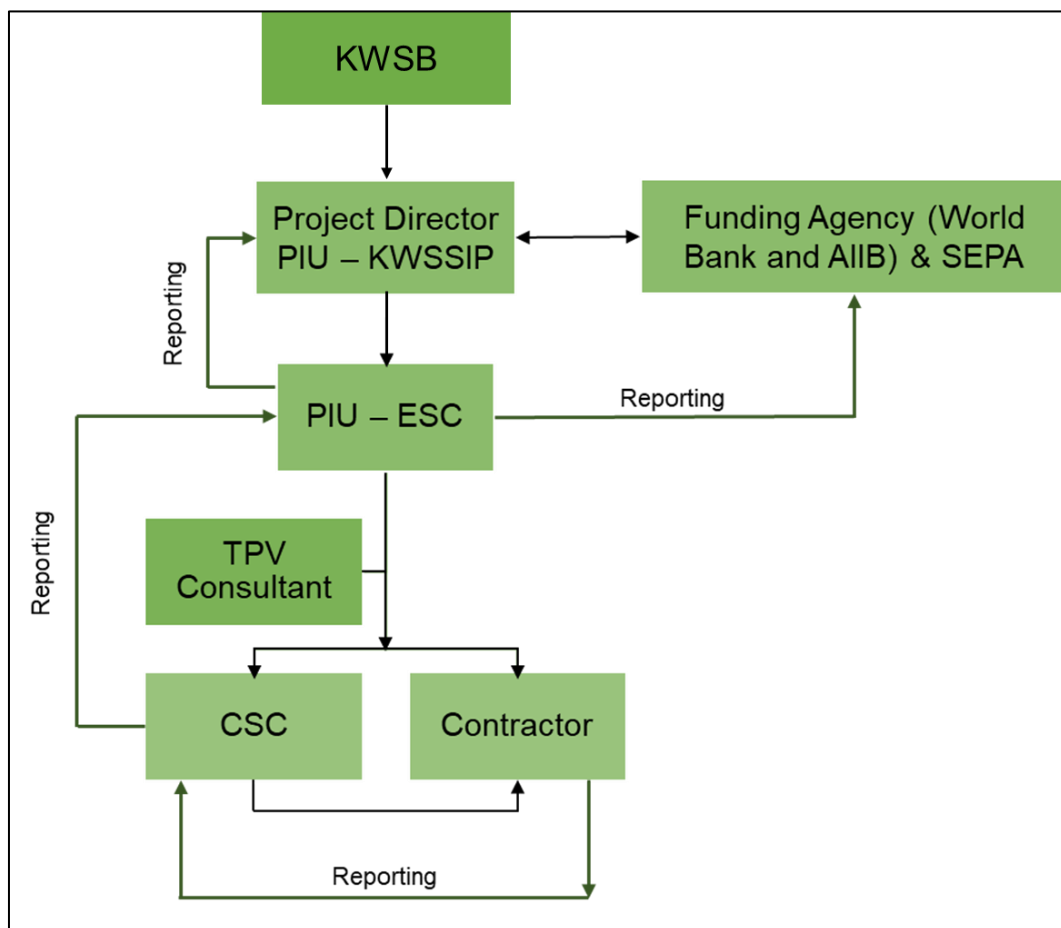 KWSB
Project Director
PIU – KWSSIP
Funding Agency (World
Bank and AIIB) & SEPA
Reporting
PIU – ESC
Reporting
TPV
Consultant
Reporting
CSC
Contractor
Reporting